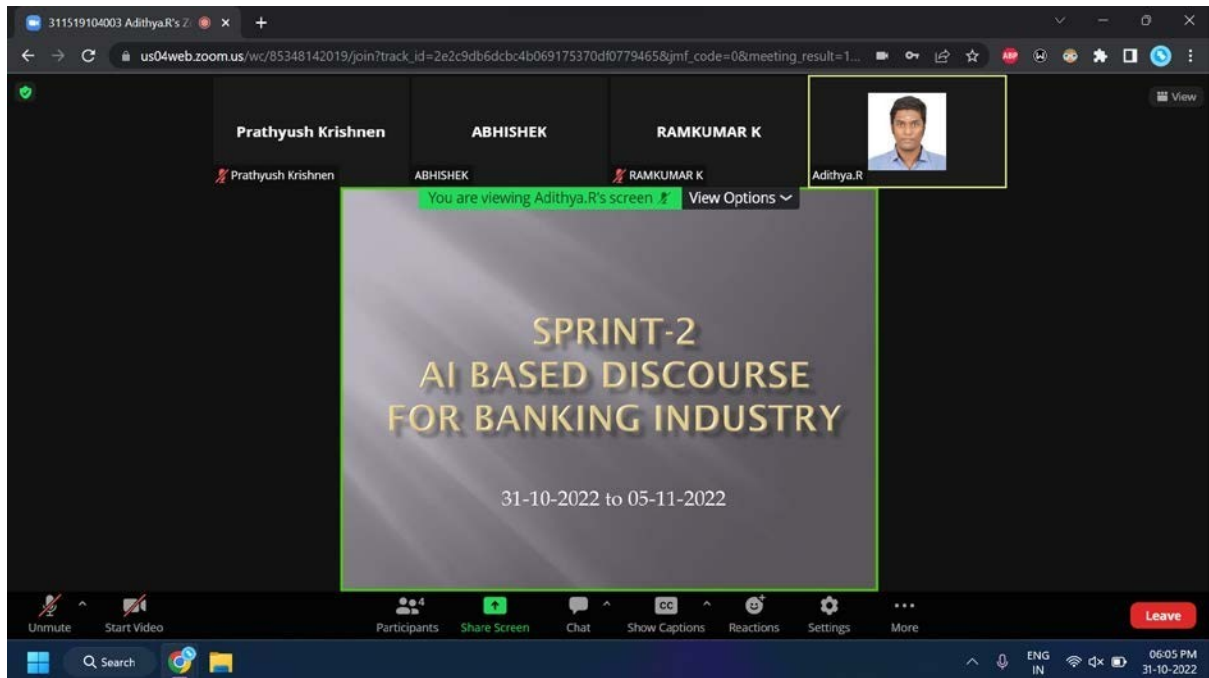 311519104003 Adithya.R's Z
us04web.zoom.us/wc/85348142019/join?track_id=2e2c9db6dcbc4b069175370df0779465&jmf_code=0&meeting_result=1...
ABP
View
Prathyush Krishnen
ABHISHEK
RAMKUMAR K
Prathyush Krishnen
ABHISHEK
RAMKUMAR K
Adithya.R
You are viewing Adithya.R's screen
View Options
SPRINT-2
AI BASED DISCOURSE
FOR BANKING INDUSTRY
31-10-2022 to 05-11-2022
Unmute
Start Video
4
Participants
Share Screen
Chat
CC
Show Captions
Reactions
Settings
More
Leave
Search
ENG
IN
06:05 PM
31-10-2022